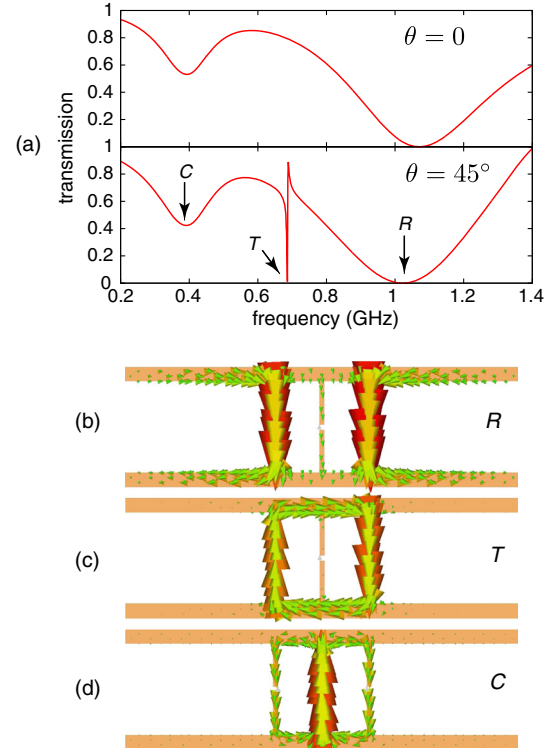 1
0.8
θ = 0
0.6
0.4
0.2
(a)
transmission
1
0.8
C
θ = 45°
0.6
0.4
T
R
0.2
0
0.2 0.4 0.6 0.8 1 1.2 1.4
frequency (GHz)
(b)
R
(c)
T
(d)
C